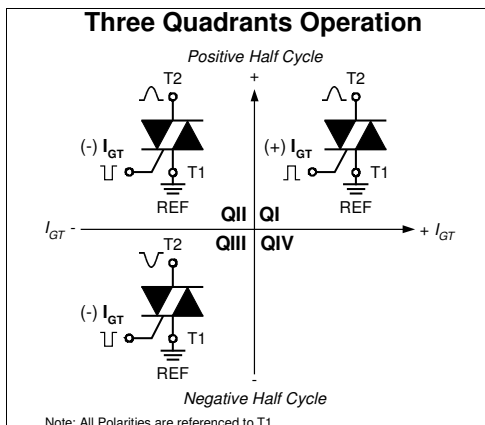 Three Quadrants Operation
Positive Half Cycle
T2 + T2
(-) IGT (+) IGT
T1 T1
REF REF
QII QI
IGT - + IGT
QIII QIV
T2
(-) IGT
T1
REF
-
Negative Half Cycle
Note: All Polarities are referenced to T1